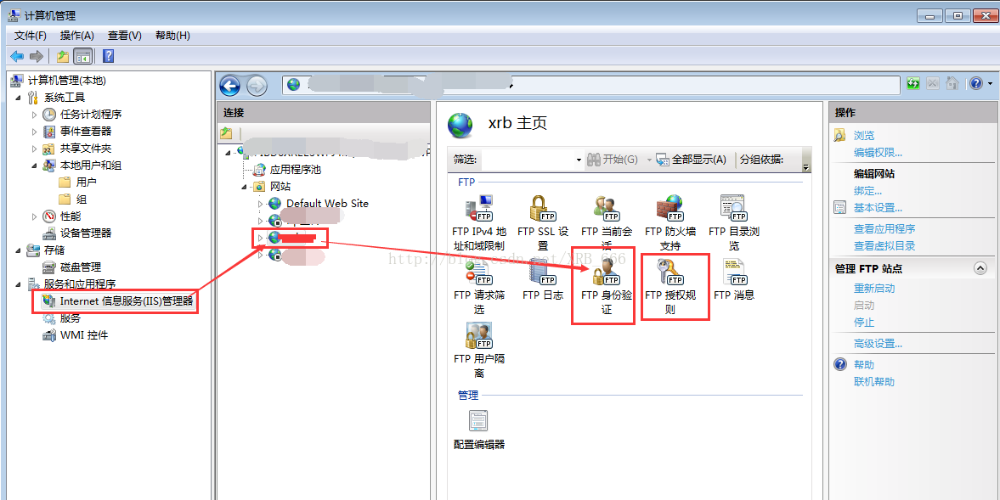 计算机管理
文件(F) 操作(A) 查看(V) 帮助(H)
计算机管理(本地)
系统工具
任务计划程序
事件查看器
共享文件夹
本地用户和组
用户
组
性能
设备管理器
存储
磁盘管理
服务和应用程序
Internet 信息服务(IIS)管理器
服务
WMI 控件
连接
应用程序池
网站
Default Web Site
xrb 主页
筛选: 开始(G) 全部显示(A) 分组依据:
FTP
FTP IPv4 地
址和域限制
FTP SSL 设
置
FTP 当前会
话
FTP 防火墙
支持
FTP 目录浏
览
FTP 请求筛
选
FTP 日志
FTP 身份验
证
FTP 授权规
则
FTP 消息
FTP 用户隔
离
管理
配置编辑器
http://blog.csdn.net/XRB_666
操作
浏览
编辑权限...
编辑网站
绑定...
基本设置...
查看应用程序
查看虚拟目录
管理 FTP 站点
重新启动
启动
停止
高级设置...
帮助
联机帮助